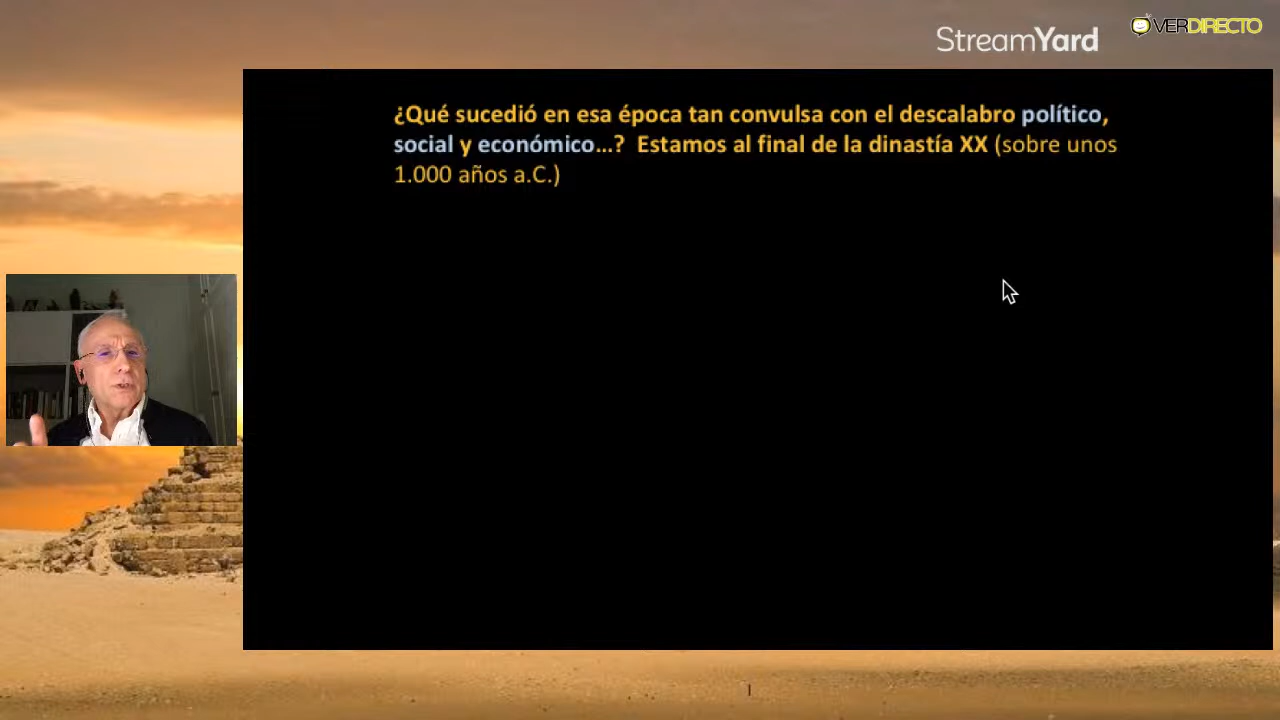 StreamYard
OVERDIRECTO
¿Qué sucedió en esa época tan convulsa con el descalabro político,
social y económico...?  Estamos al final de la dinastía XX (sobre unos
1.000 años a.C.)